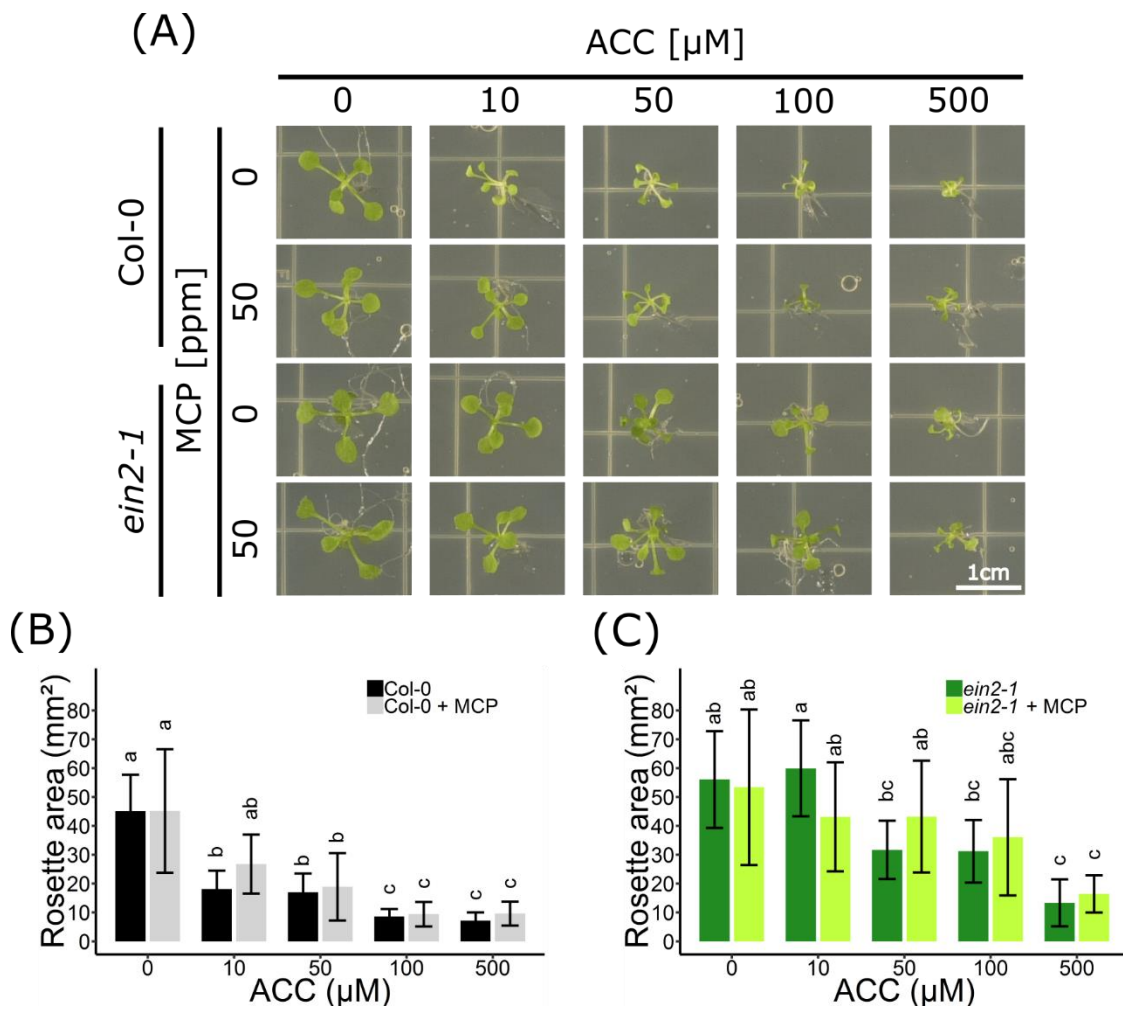 (A)
ACC [µM]
0 10 50 100 500
Col-0
ein2-1
MCP [ppm]
0
50
0
50
1cm
(B)
(C)
Rosette area (mm²)
80
70
60
50
40
30
20
10
0
Col-0
Col-0 + MCP
a a b ab b b c c c c
0 10 50 100 500
ACC (µM)
Rosette area (mm²)
80
70
60
50
40
30
20
10
0
ein2-1
ein2-1 + MCP
ab ab a ab bc ab bc abc c c
0 10 50 100 500
ACC (µM)